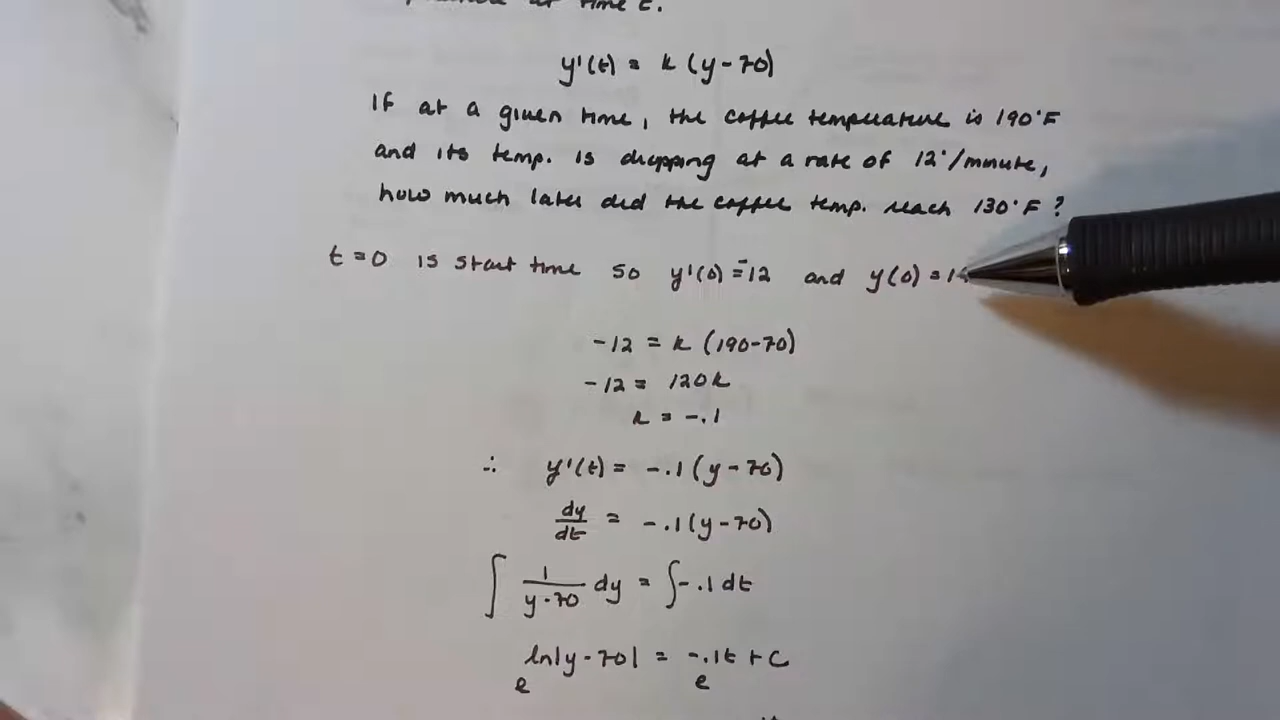 at time t.
y'(t) = k (y-70)
If at a given time, the coffee temperature is 190°F
and its temp. is dropping at a rate of 12°/minute,
how much later did the coffee temp. reach 130°F?
t=0 is start time so y'(0) = -12 and y(0) = 1
-12 = k (190-70)
-12 = 120k
k = -.1
∴ y'(t) = -.1(y-70)
dy/dt = -.1(y-70)
∫ 1/(y-70) dy = ∫-.1 dt
ln|y-70| = -.1t + C
e e